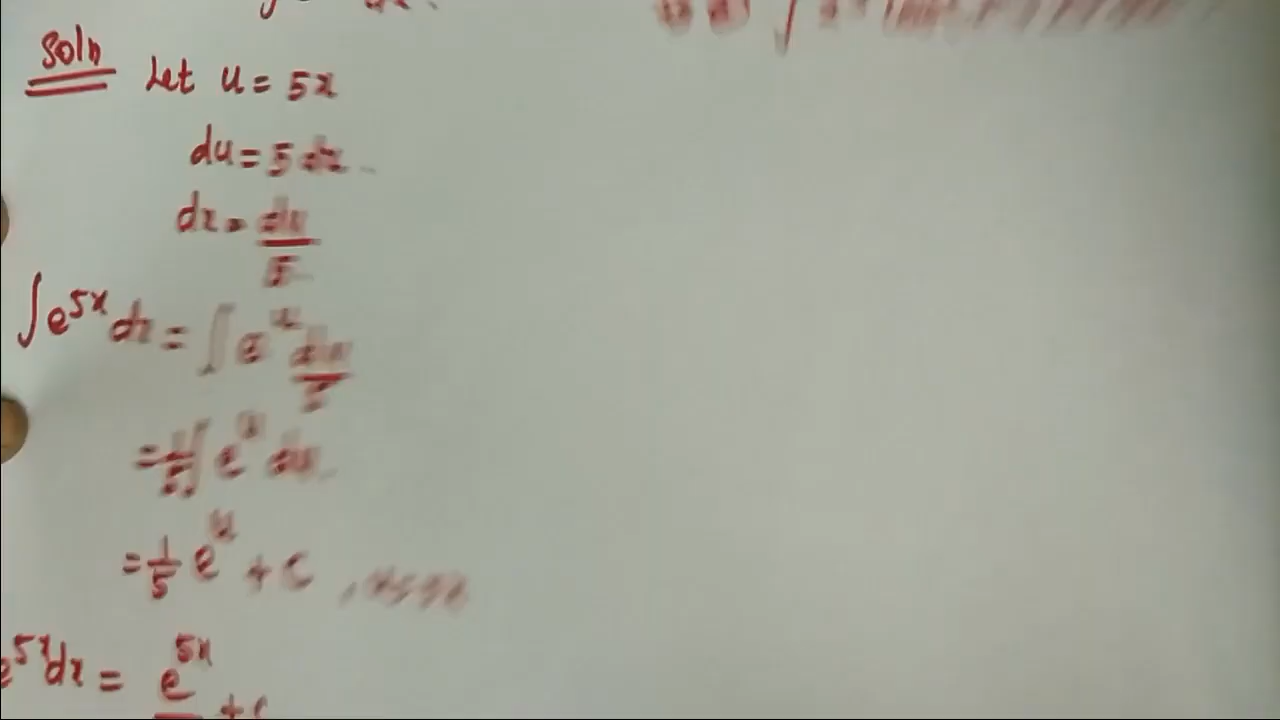 Soln
Let u = 5x
du = 5 dx
dx = du/5
∫e^5x dx = ∫e^u du/5
= 1/5 ∫e^u du
= 1/5 e^u + C , u=5x
e^5x dx = e^5x + C